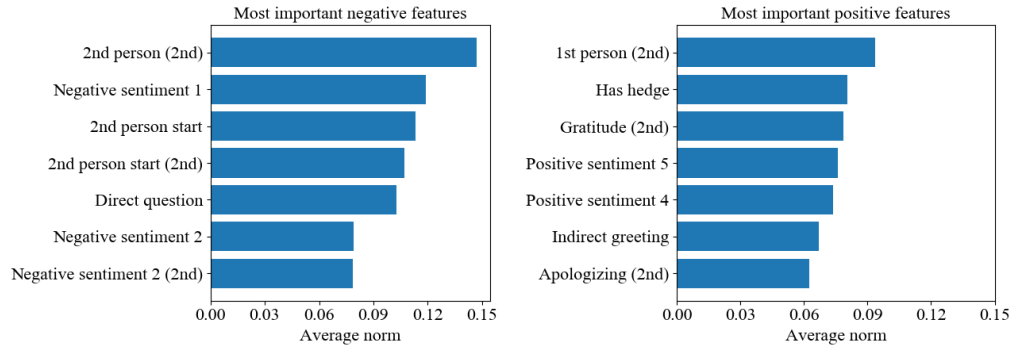 Most important negative features
2nd person (2nd)
Negative sentiment 1
2nd person start
2nd person start (2nd)
Direct question
Negative sentiment 2
Negative sentiment 2 (2nd)
0.00 0.03 0.06 0.09 0.12 0.15
Average norm
Most important positive features
1st person (2nd)
Has hedge
Gratitude (2nd)
Positive sentiment 5
Positive sentiment 4
Indirect greeting
Apologizing (2nd)
0.00 0.03 0.06 0.09 0.12 0.15
Average norm